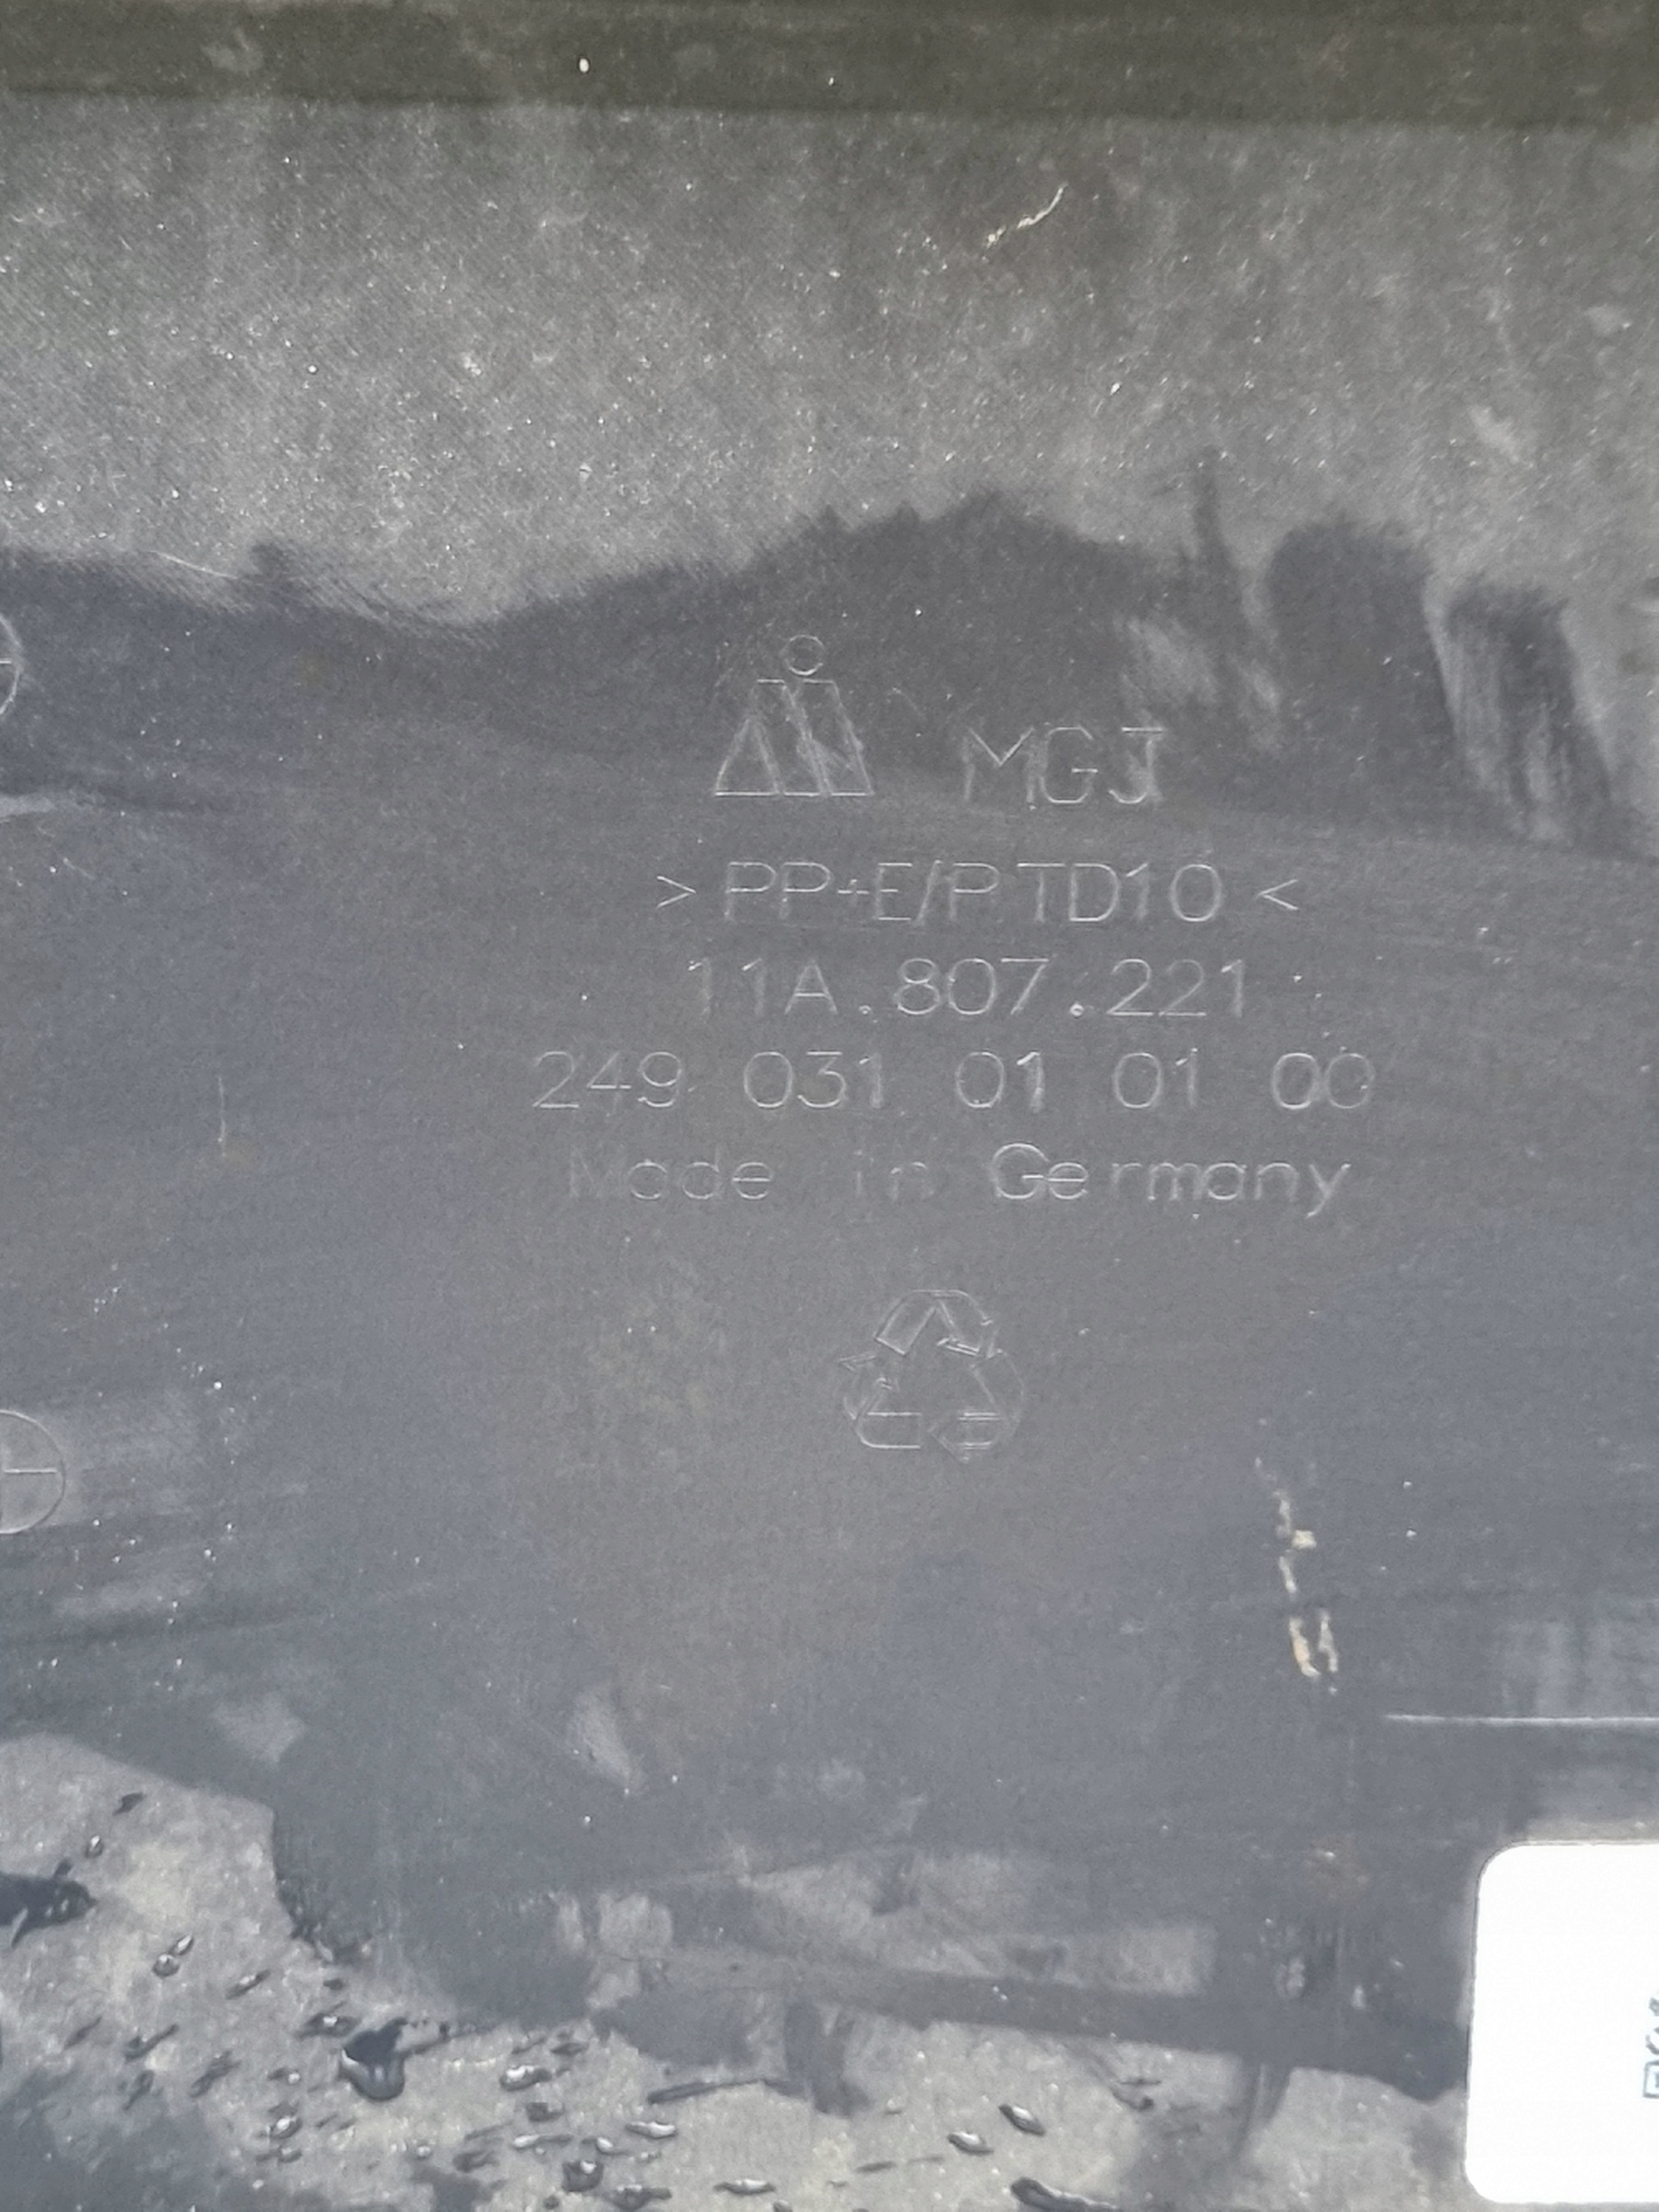 MGJ
> PP+E/P TD10 <
11A.807.221
249 031 01 01 00
Made in Germany